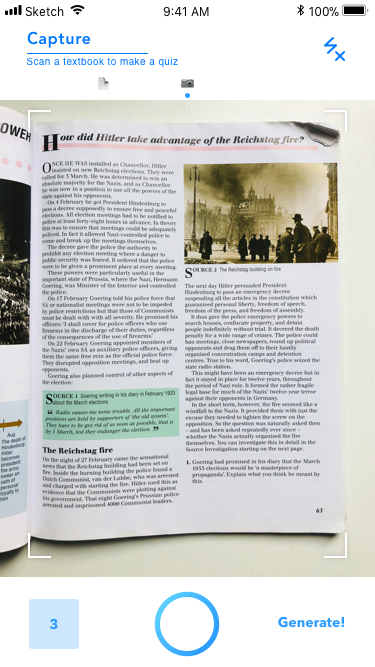 Sketch
9:41 AM
100%
Capture
Scan a textbook to make a quiz
OWER
How did Hitler take advantage of the Reichstag fire?
ONCE HE WAS installed as Chancellor, Hitler
insisted on new Reichstag elections. They were
called for 5 March. He was determined to win an
absolute majority for the Nazis, and as Chancellor
he was now in a position to use all the powers of the
state against his opponents.
On 4 February he got President Hindenburg to
pass a decree supposedly to ensure free and peaceful
elections. All election meetings had to be notified to
police at least forty-eight hours in advance. In theory
this was to ensure that meetings could be adequately
policed. In fact it allowed Nazi-controlled police to
come and break up the meetings themselves.
The decree gave the police the authority to
prohibit any election meeting where a danger to
public security was feared. It ordered that the police
were to be given a prominent place at every meeting.
These powers were particularly useful in the
important state of Prussia, where the Nazi, Hermann
Goering, was Minister of the Interior and controlled
the police.
On 17 February Goering told his police force that
SA or nationalist meetings were not to be impeded
by police restrictions but that those of Communists
must be dealt with with all severity. He promised his
officers: 'I shall cover for police officers who use
firearms in the discharge of their duties, regardless
of the consequences of the use of firearms'.
On 22 February Goering appointed members of
the Nazis' own SA as auxiliary police officers, giving
them the same free rein as the official police force.
They disrupted opposition meetings, and beat up
opponents.
Goering also planned control of other aspects of
the election:
SOURCE 1 Goering writing in his diary in February 1933
about the March elections
“ Radio causes me some trouble. All the important
positions are held by supporters of 'the old system'.
They have to be got rid of as soon as possible, that is
by 5 March, lest they endanger the election. ”
The Reichstag fire
On the night of 27 February came the sensational
news that the Reichstag building had been set on
fire. Inside the burning building the police found a
Dutch Communist, van der Lubbe, who was arrested
and charged with starting the fire. Hitler used this as
evidence that the Communists were plotting against
his government. That night Goering's Prussian police
arrested and imprisoned 4000 Communist leaders.
SOURCE 2 The Reichstag building on fire
The next day Hitler persuaded President
Hindenburg to pass an emergency decree
suspending all the articles in the constitution which
guaranteed personal liberty, freedom of speech,
freedom of the press, and freedom of assembly.
It thus gave the police emergency powers to
search houses, confiscate property, and detain
people indefinitely without trial. It decreed the death
penalty for a wide range of crimes. The police could
ban meetings, close newspapers, round up political
opponents and drag them off to their hastily
organised concentration camps and detention
centres. True to his word, Goering's police seized the
state radio station.
This might have been an emergency decree but in
fact it stayed in place for twelve years, throughout
the period of Nazi rule. It formed the rather fragile
legal base for much of the Nazis' twelve-year terror
which was to follow.
In the short term, however, the fire seemed like a
windfall to the Nazis. It provided them with just the
excuse they needed to tighten the screw on the
opposition. So the question was naturally asked then
– and has been asked repeatedly ever since –
whether the Nazis actually organised the fire
themselves. You can investigate this in detail in the
Source Investigation starting on the next page.
1. Goering had promised in his diary that the March
1933 elections would be 'a masterpiece of
propaganda'. Explain what you think he meant by
this.
63
Aug
The death of
Hindenburg.
Hitler
becomes
president,
the army
swear an
oath of
personal
loyalty to
him
3
Generate!